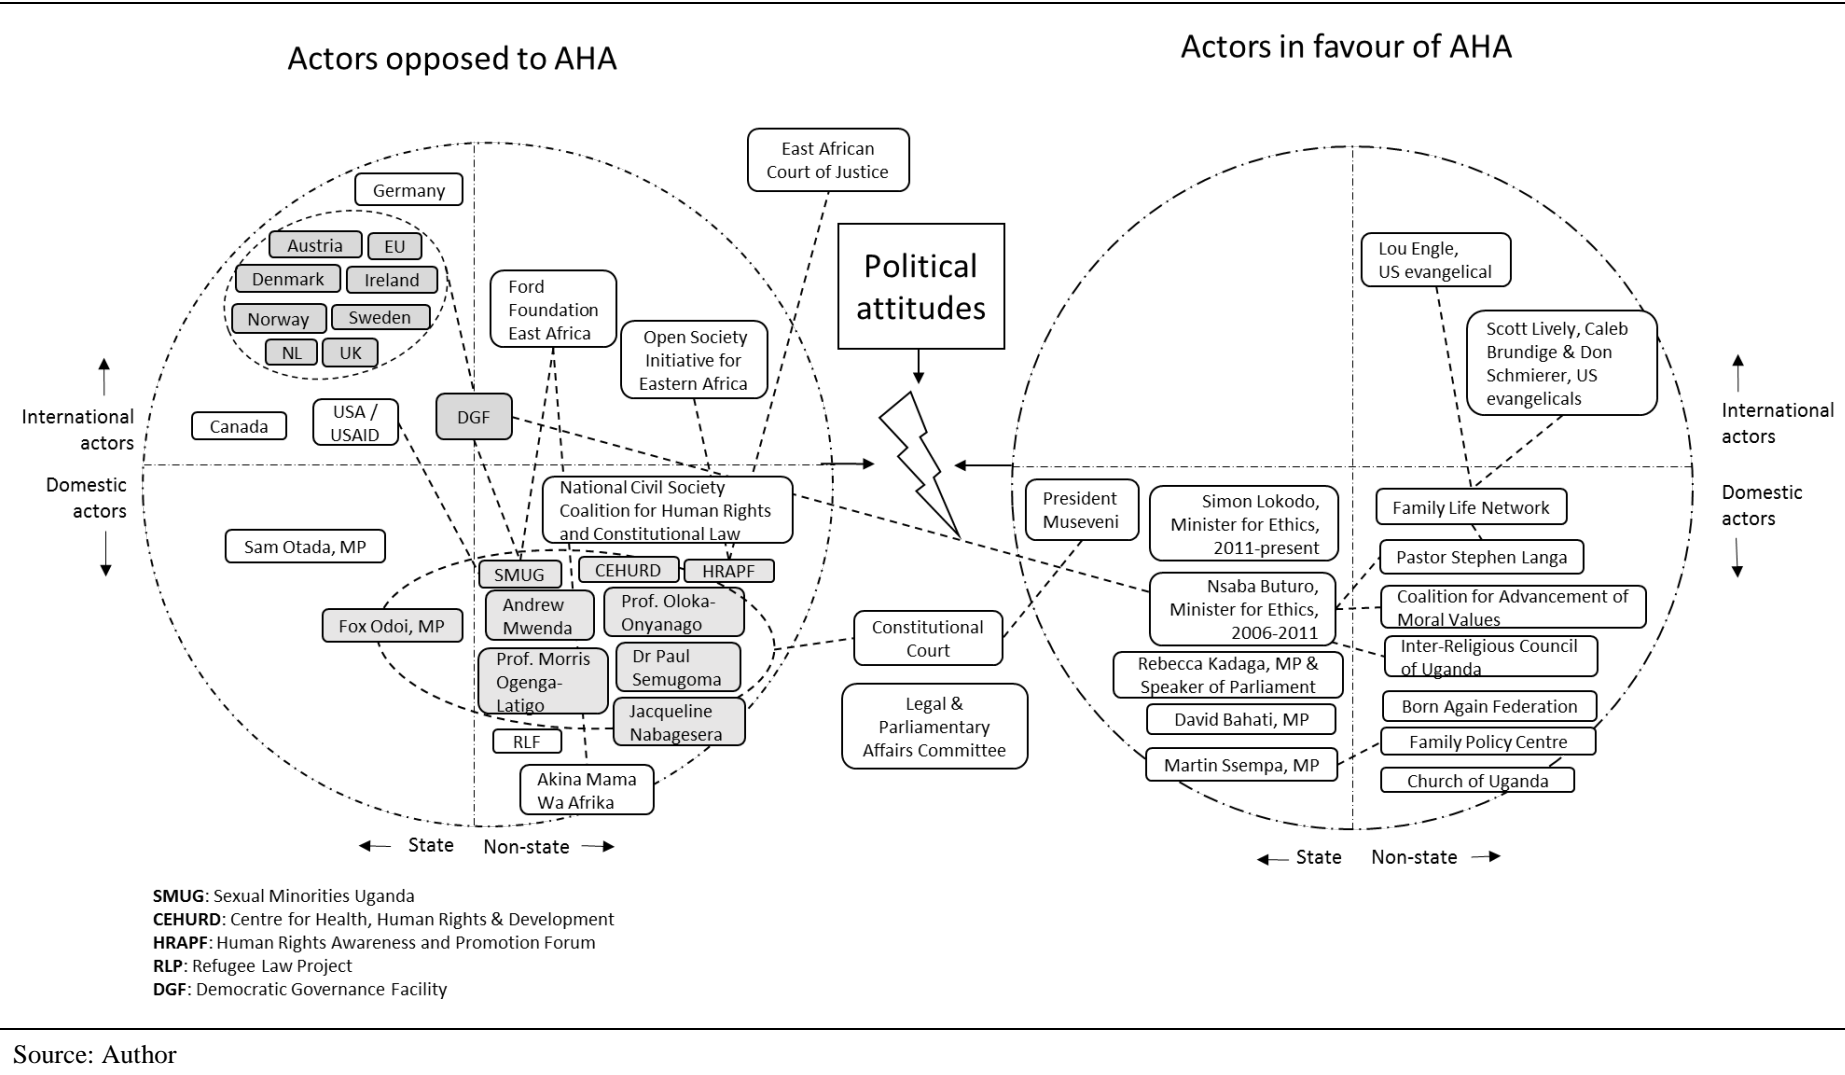 Actors opposed to AHA
Actors in favour of AHA
East African
Court of Justice
Germany
Political
attitudes
Austria
EU
Denmark
Ireland
Norway
Sweden
NL
UK
Ford
Foundation
East Africa
Open Society
Initiative for
Eastern Africa
Lou Engle,
US evangelical
Scott Lively, Caleb
Brundige & Don
Schmierer, US
evangelicals
International
actors
Domestic
actors
Canada
USA /
USAID
DGF
International
actors
Domestic
actors
National Civil Society
Coalition for Human Rights
and Constitutional Law
Sam Otada, MP
SMUG
CEHURD
HRAPF
Fox Odoi, MP
Andrew
Mwenda
Prof. Oloka-
Onyanago
Prof. Morris
Ogenga-
Latigo
Dr Paul
Semugoma
Jacqueline
Nabagesera
RLF
Akina Mama
Wa Afrika
Constitutional
Court
Legal &
Parliamentary
Affairs Committee
President
Museveni
Simon Lokodo,
Minister for Ethics,
2011-present
Nsaba Buturo,
Minister for Ethics,
2006-2011
Rebecca Kadaga, MP &
Speaker of Parliament
David Bahati, MP
Martin Ssempa, MP
Family Life Network
Pastor Stephen Langa
Coalition for Advancement of
Moral Values
Inter-Religious Council
of Uganda
Born Again Federation
Family Policy Centre
Church of Uganda
State
Non-state
State
Non-state
SMUG: Sexual Minorities Uganda
CEHURD: Centre for Health, Human Rights & Development
HRAPF: Human Rights Awareness and Promotion Forum
RLP: Refugee Law Project
DGF: Democratic Governance Facility
Source: Author